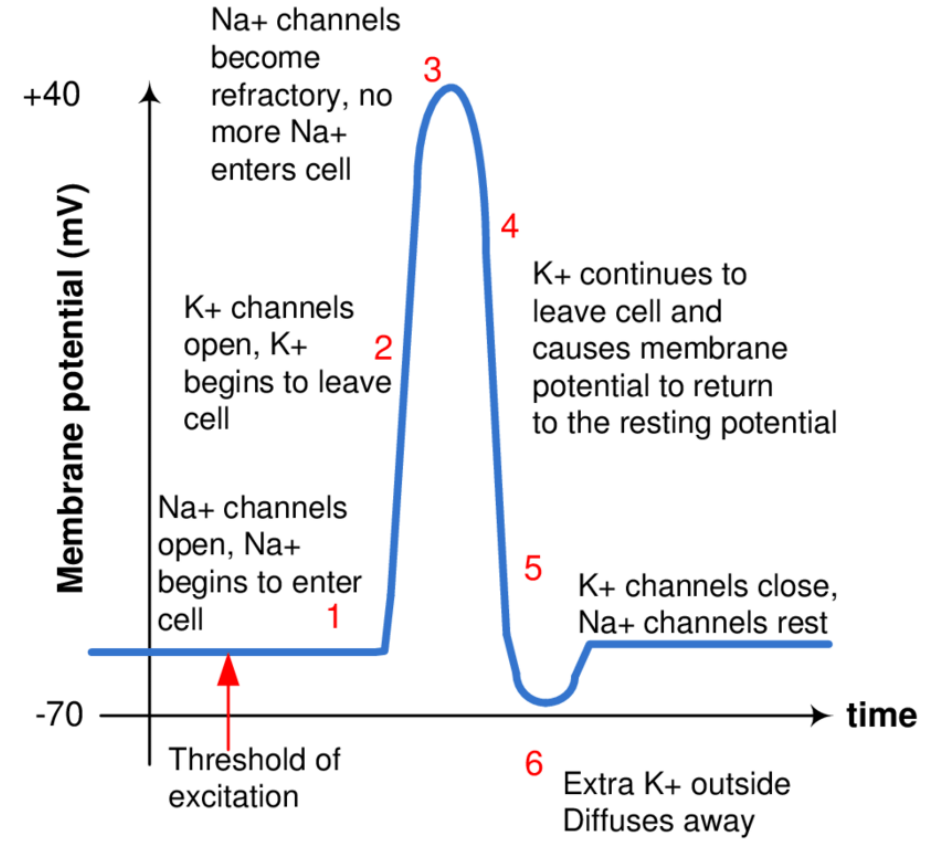 Na+ channels
become
refractory, no
more Na+
enters cell
3
+40
Membrane potential (mV)
4
K+ continues to
leave cell and
causes membrane
potential to return
to the resting potential
K+ channels
open, K+
begins to leave
cell
2
Na+ channels
open, Na+
begins to enter
cell
1
5
K+ channels close,
Na+ channels rest
-70
time
Threshold of
excitation
6
Extra K+ outside
Diffuses away